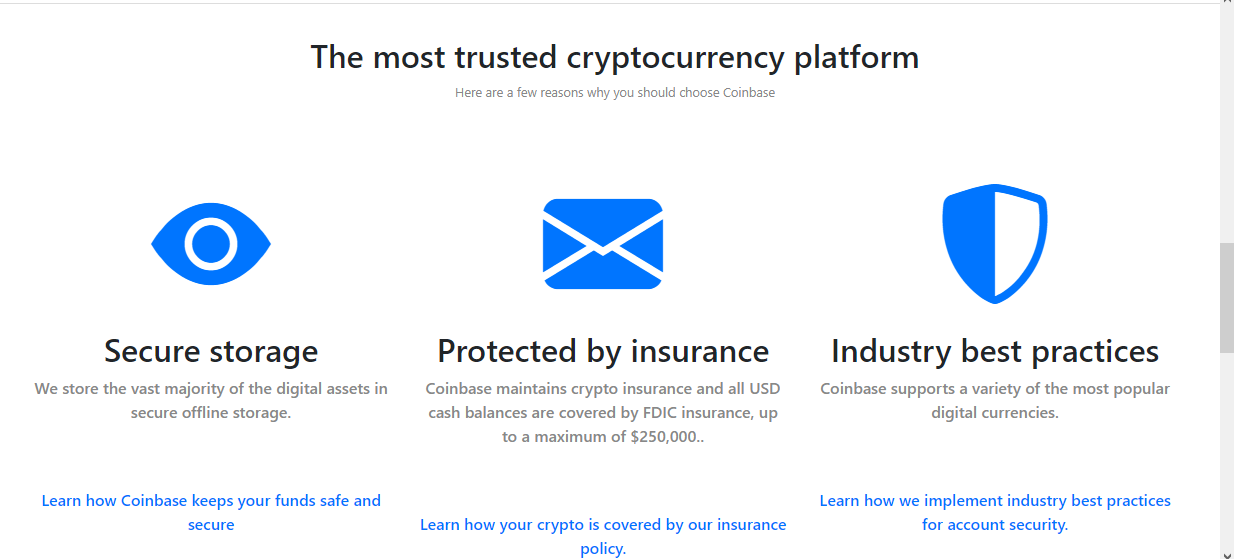 The most trusted cryptocurrency platform
Here are a few reasons why you should choose Coinbase
Secure storage
We store the vast majority of the digital assets in
secure offline storage.
Learn how Coinbase keeps your funds safe and
secure
Protected by insurance
Coinbase maintains crypto insurance and all USD
cash balances are covered by FDIC insurance, up
to a maximum of $250,000..
Learn how your crypto is covered by our insurance
policy.
Industry best practices
Coinbase supports a variety of the most popular
digital currencies.
Learn how we implement industry best practices
for account security.